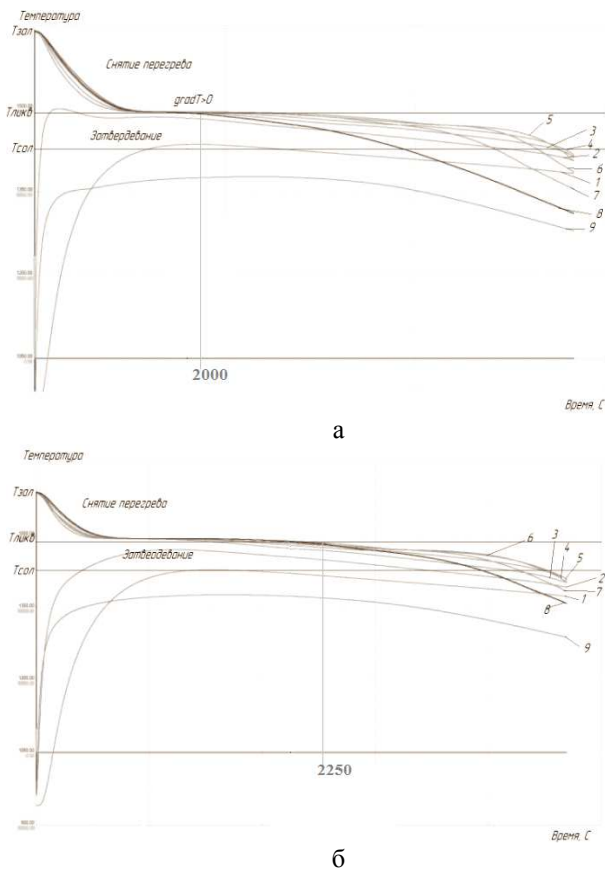 Температура
Тзал
Снятие перегрева
gradT>0
Тликв
Затвердевание
Тсол
5
3
4
2
6
1
7
8
9
2000
Время, С
а
Температура
Тзал
Снятие перегрева
Тликв
Затвердевание
Тсол
6
3
4
5
2
7
1
8
9
2250
Время, С
б